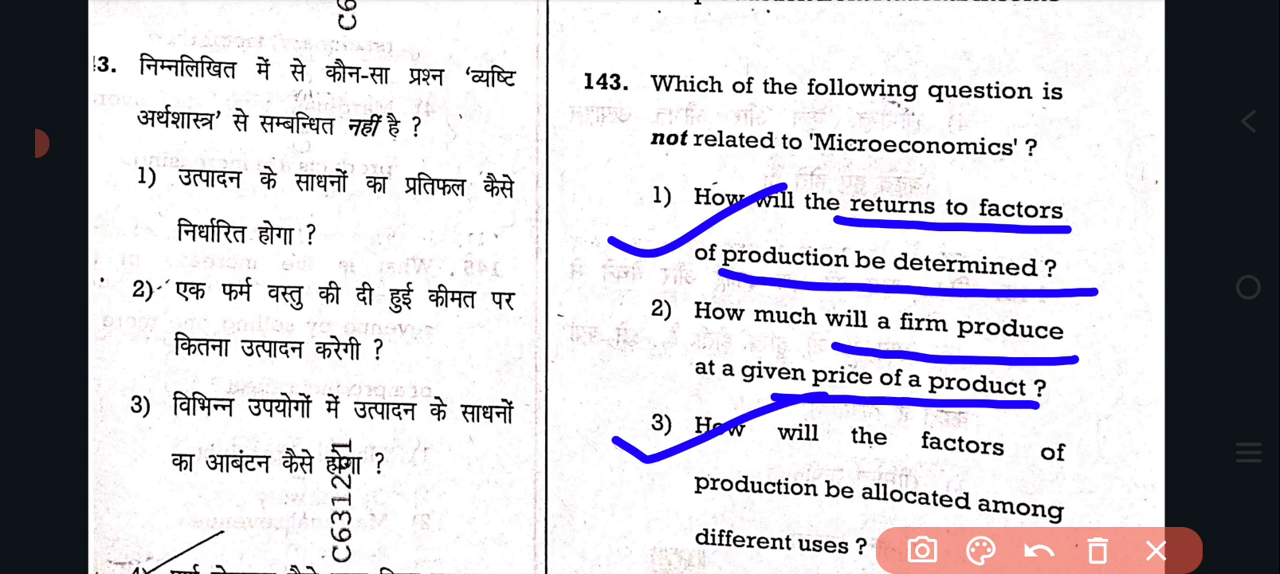 C6
!3. निम्नलिखित में से कौन-सा प्रश्न ‘व्यष्टि
अर्थशास्त्र’ से सम्बन्धित नहीं है ?
1) उत्पादन के साधनों का प्रतिफल कैसे
निर्धारित होगा ?
2) एक फर्म वस्तु की दी हुई कीमत पर
कितना उत्पादन करेगी ?
3) विभिन्न उपयोगों में उत्पादन के साधनों
का आबंटन कैसे होगा ?
143. Which of the following question is
not related to 'Microeconomics' ?
1) How will the returns to factors
of production be determined ?
2) How much will a firm produce
at a given price of a product ?
3) How will the factors of
production be allocated among
different uses ?